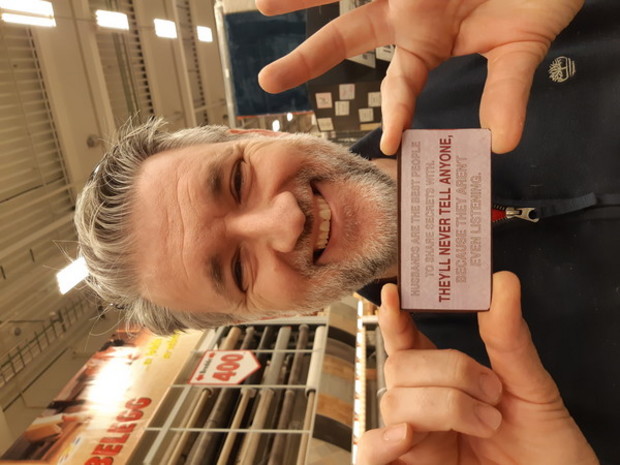 HUSBANDS ARE THE BEST PEOPLE
TO SHARE SECRETS WITH.
THEY'LL NEVER TELL ANYONE,
BECAUSE THEY AREN'T
EVEN LISTENING.
400
BELEGG